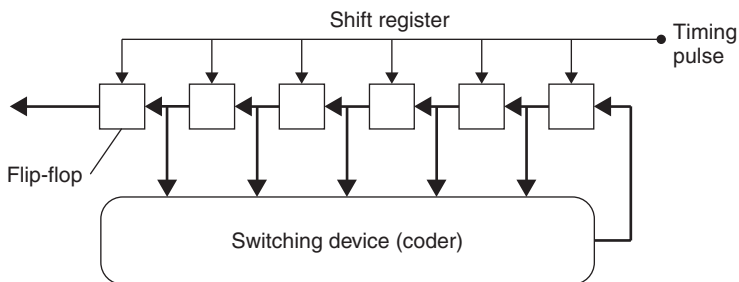 Shift register
Timing
pulse
Flip-flop
Switching device (coder)